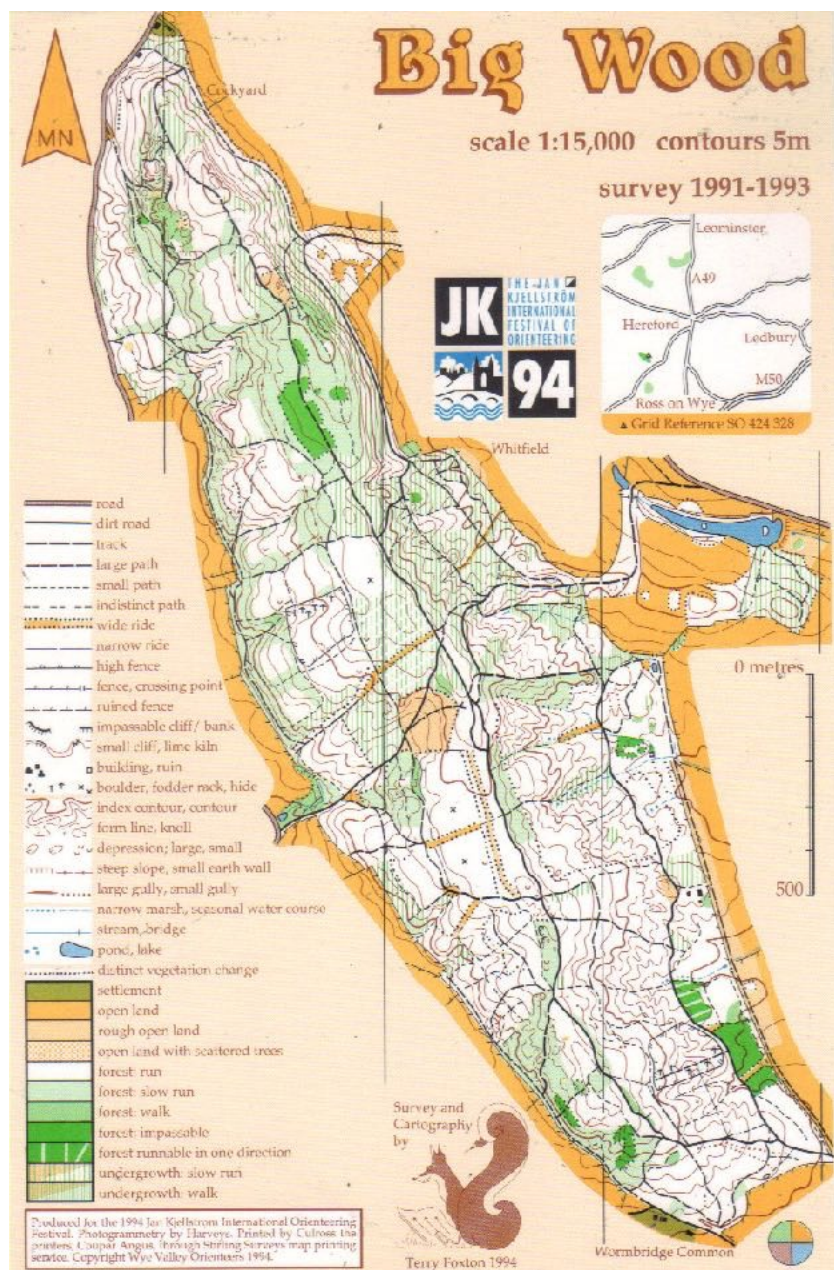 Big Wood
scale 1:15,000 contours 5m
survey 1991-1993
MN
Cockyard
JK
THE JAN
KJELLSTRÖM
INTERNATIONAL
FESTIVAL OF
ORIENTEERING
94
Leominster
A49
Hereford
Ledbury
M50
Ross on Wye
▲ Grid Reference SO 424 328
Whitfield
road
dirt road
track
large path
small path
indistinct path
wide ride
narrow ride
high fence
fence, crossing point
ruined fence
impassable cliff/ bank
small cliff, lime kiln
building, ruin
boulder, fodder rack, hide
index contour, contour
form line, knoll
depression; large, small
steep slope, small earth wall
large gully, small gully
narrow marsh, seasonal water course
stream, bridge
pond, lake
distinct vegetation change
settlement
open land
rough open land
open land with scattered trees
forest: run
forest: slow run
forest: walk
forest: impassable
forest runnable in one direction
undergrowth: slow run
undergrowth: walk
0 metres
500
Survey and
Cartography
by
Terry Foxton 1994
Wormbridge Common
Produced for the 1994 Jan Kjellstrom International Orienteering
Festival. Photogrammetry by Harveys. Printed by Culross the
printers, Coupar Angus, through Stirling Surveys map printing
service. Copyright Wye Valley Orienteers 1994.